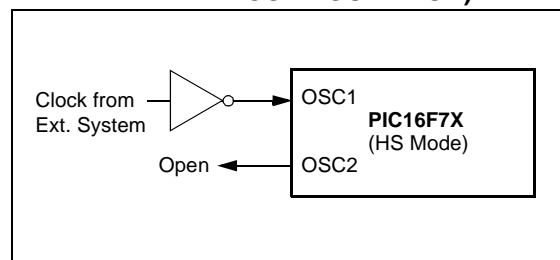 Clock from
Ext. System
OSC1
PIC16F7X
(HS Mode)
Open
OSC2